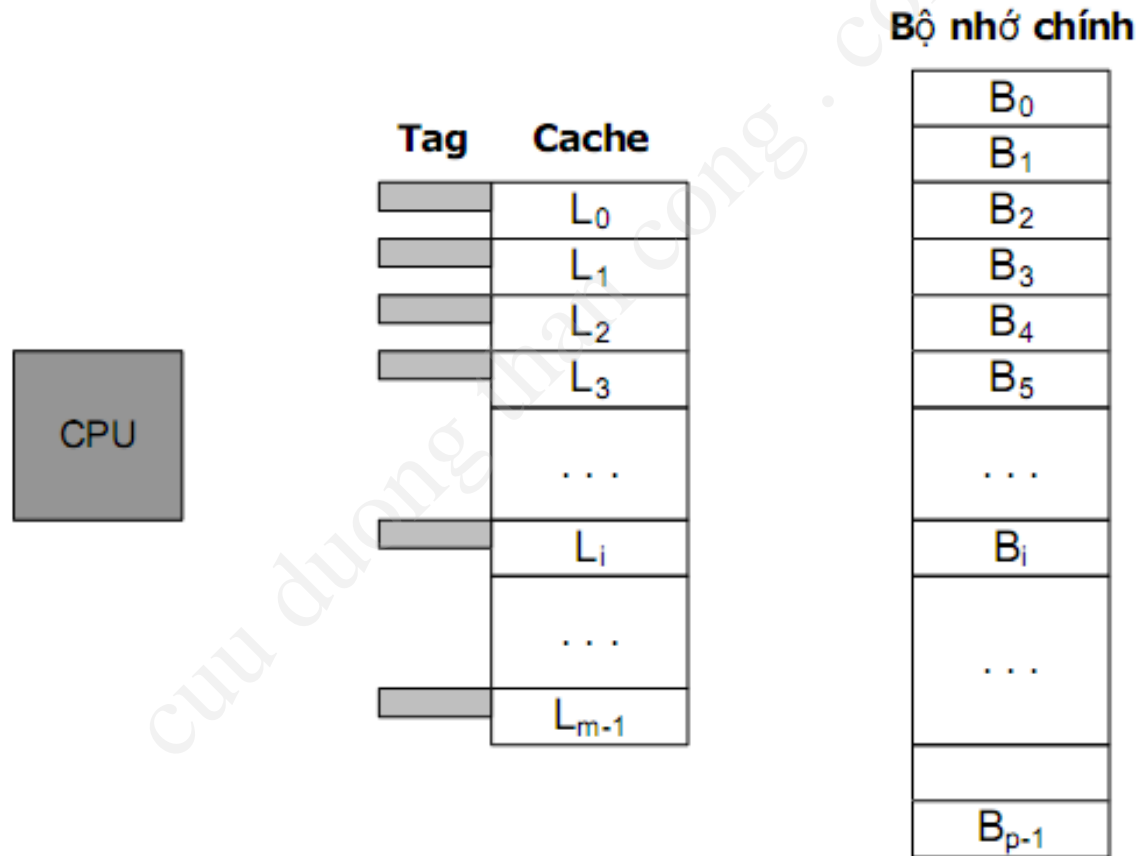 Bộ nhớ chính
Tag Cache
CPU
L₀
L₁
L₂
L₃
. . .
Lᵢ
. . .
Lₘ₋₁
B₀
B₁
B₂
B₃
B₄
B₅
. . .
Bᵢ
. . .
Bₚ₋₁
cuu duong than cong . co